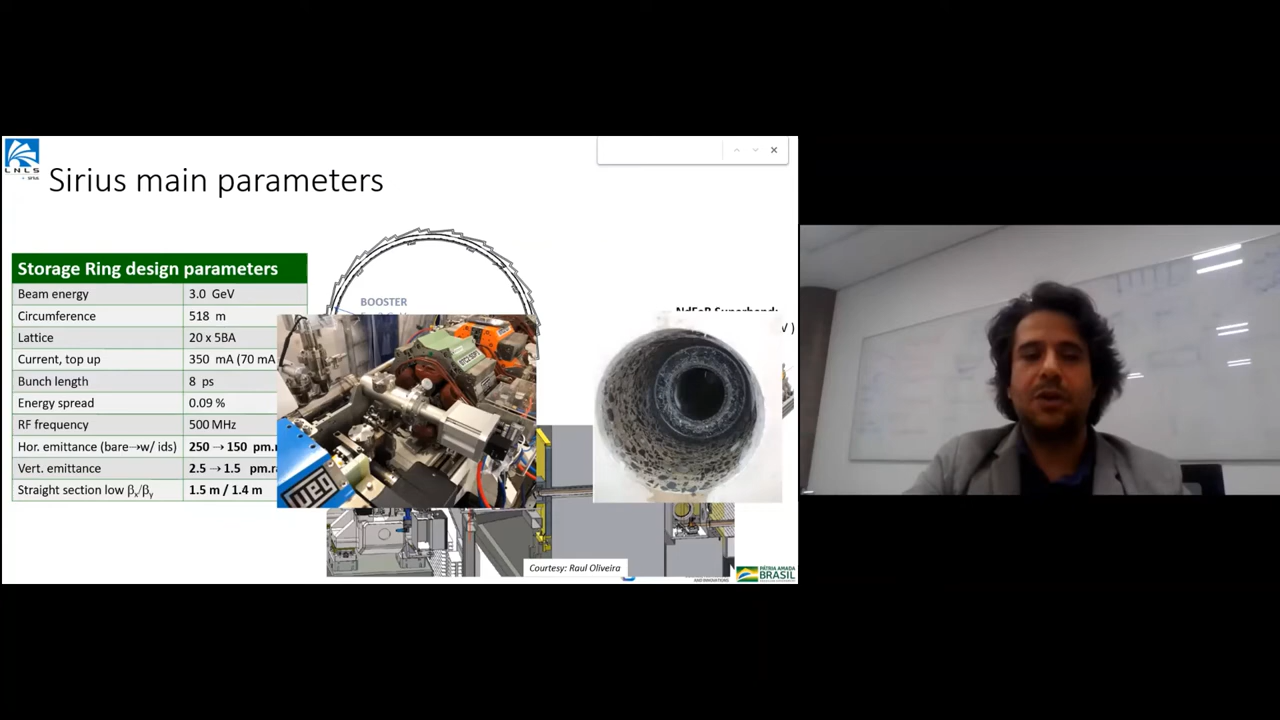 LNLS
Sirius main parameters
Storage Ring design parameters
Beam energy 3.0 GeV
Circumference 518 m
Lattice 20 x 5BA
Current, top up 350 mA (70 mA
Bunch length 8 ps
Energy spread 0.09 %
RF frequency 500 MHz
Hor. emittance (bare→w/ ids) 250 → 150 pm.r
Vert. emittance 2.5 → 1.5 pm.ra
Straight section low βx/βy 1.5 m / 1.4 m
BOOSTER
weg
Courtesy: Raul Oliveira
PÁTRIA AMADA
BRASIL